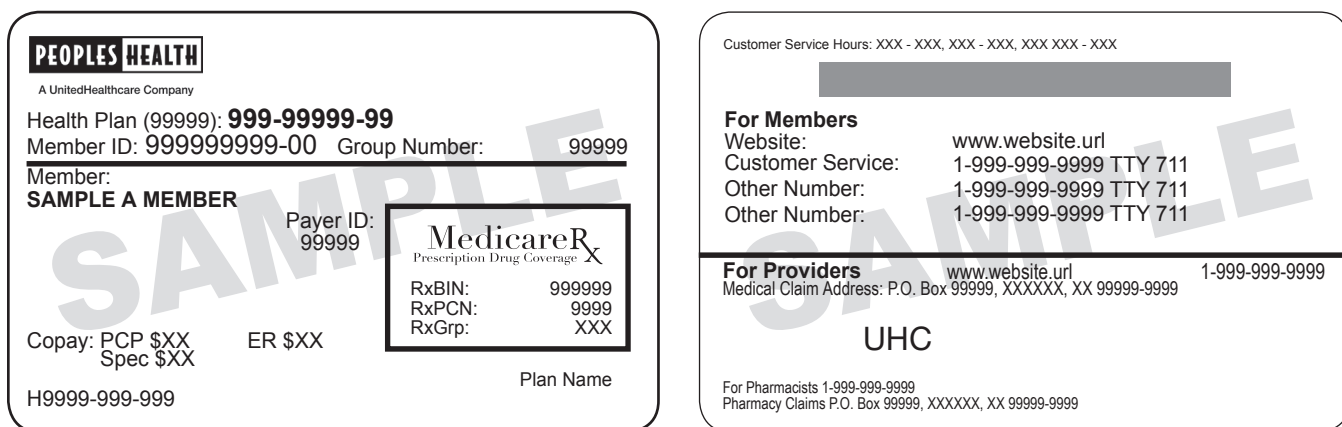 PEOPLES HEALTH
A UnitedHealthcare Company
Health Plan (99999): 999-99999-99
Member ID: 999999999-00 Group Number: 99999
Member:
SAMPLE A MEMBER
Payer ID:
99999
MedicareRx
Prescription Drug Coverage
RxBIN: 999999
RxPCN: 9999
RxGrp: XXX
Copay: PCP $XX ER $XX
Spec $XX
Plan Name
H9999-999-999
SAMPLE
Customer Service Hours: XXX - XXX, XXX - XXX, XXX XXX - XXX
For Members
Website: www.website.url
Customer Service: 1-999-999-9999 TTY 711
Other Number: 1-999-999-9999 TTY 711
Other Number: 1-999-999-9999 TTY 711
For Providers www.website.url 1-999-999-9999
Medical Claim Address: P.O. Box 99999, XXXXXX, XX 99999-9999
UHC
For Pharmacists 1-999-999-9999
Pharmacy Claims P.O. Box 99999, XXXXXX, XX 99999-9999
SAMPLE